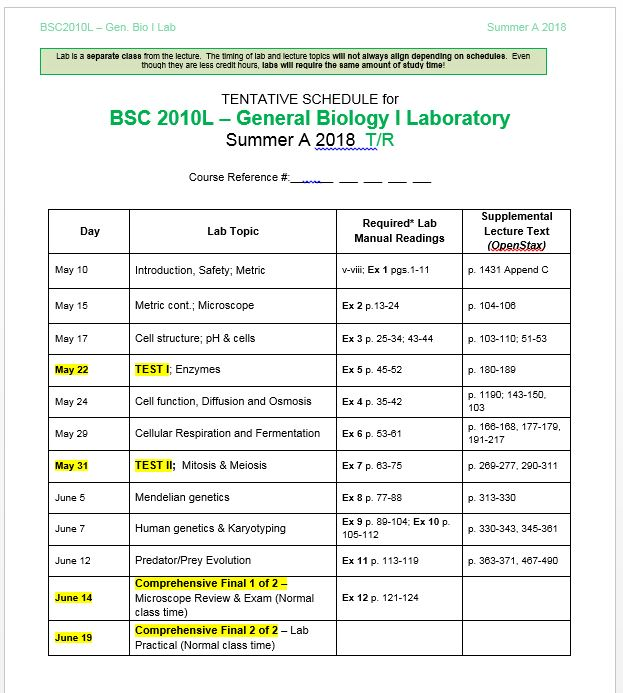 BSC2010L – Gen. Bio I Lab Summer A 2018
Lab is a separate class from the lecture. The timing of lab and lecture topics will not always align depending on schedules. Even
though they are less credit hours, labs will require the same amount of study time!
TENTATIVE SCHEDULE for
BSC 2010L – General Biology I Laboratory
Summer A 2018 T/R
Course Reference #:_______ ___ ___ ___ ___
Day Lab Topic Required* Lab Manual Readings Supplemental Lecture Text (OpenStax)
May 10 Introduction, Safety; Metric v-viii; Ex 1 pgs.1-11 p. 1431 Append C
May 15 Metric cont.; Microscope Ex 2 p.13-24 p. 104-106
May 17 Cell structure; pH & cells Ex 3 p. 25-34; 43-44 p. 103-110; 51-53
May 22 TEST I; Enzymes Ex 5 p. 45-52 p. 180-189
May 24 Cell function, Diffusion and Osmosis Ex 4 p. 35-42 p. 1190; 143-150, 103
May 29 Cellular Respiration and Fermentation Ex 6 p. 53-61 p. 166-168, 177-179, 191-217
May 31 TEST II; Mitosis & Meiosis Ex 7 p. 63-75 p. 269-277, 290-311
June 5 Mendelian genetics Ex 8 p. 77-88 p. 313-330
June 7 Human genetics & Karyotyping Ex 9 p. 89-104; Ex 10 p. 105-112 p. 330-343, 345-361
June 12 Predator/Prey Evolution Ex 11 p. 113-119 p. 363-371, 467-490
June 14 Comprehensive Final 1 of 2 – Microscope Review & Exam (Normal class time) Ex 12 p. 121-124
June 19 Comprehensive Final 2 of 2 – Lab Practical (Normal class time)